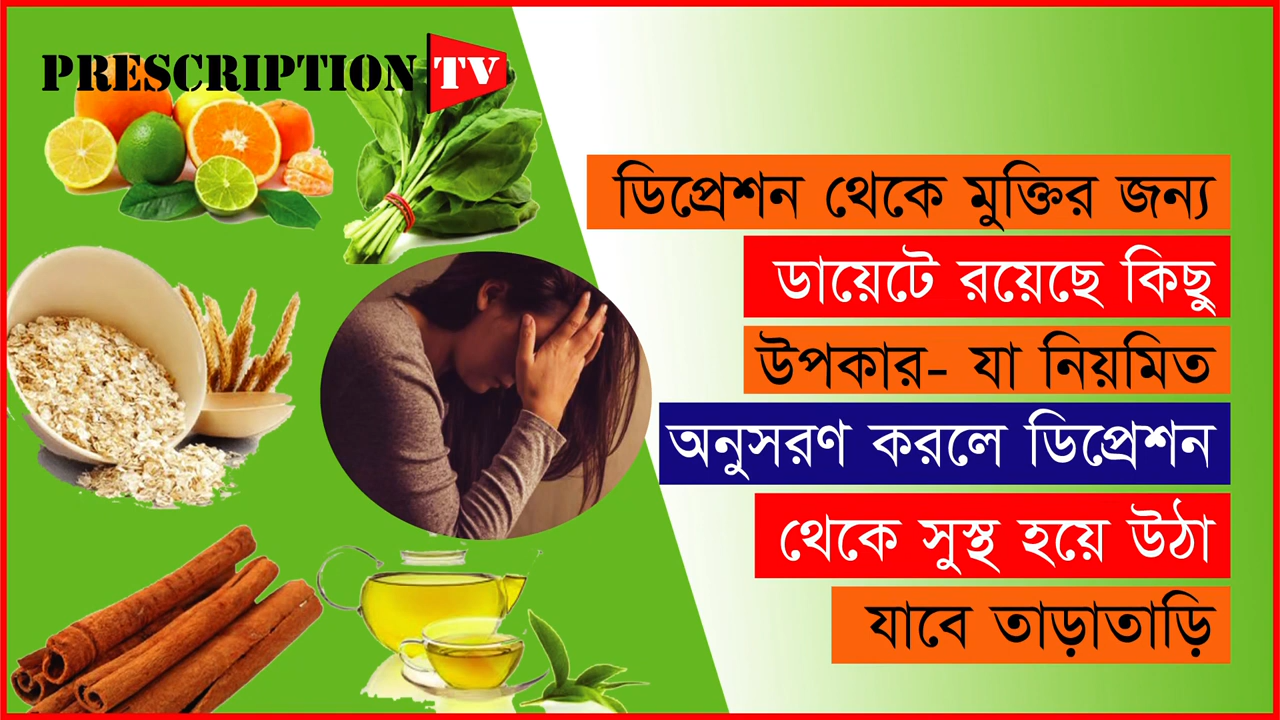 PRESCRIPTION TV
ডিপ্রেশন থেকে মুক্তির জন্য
ডায়েটে রয়েছে কিছু
উপকার- যা নিয়মিত
অনুসরণ করলে ডিপ্রেশন
থেকে সুস্থ হয়ে উঠা
যাবে তাড়াতাড়ি